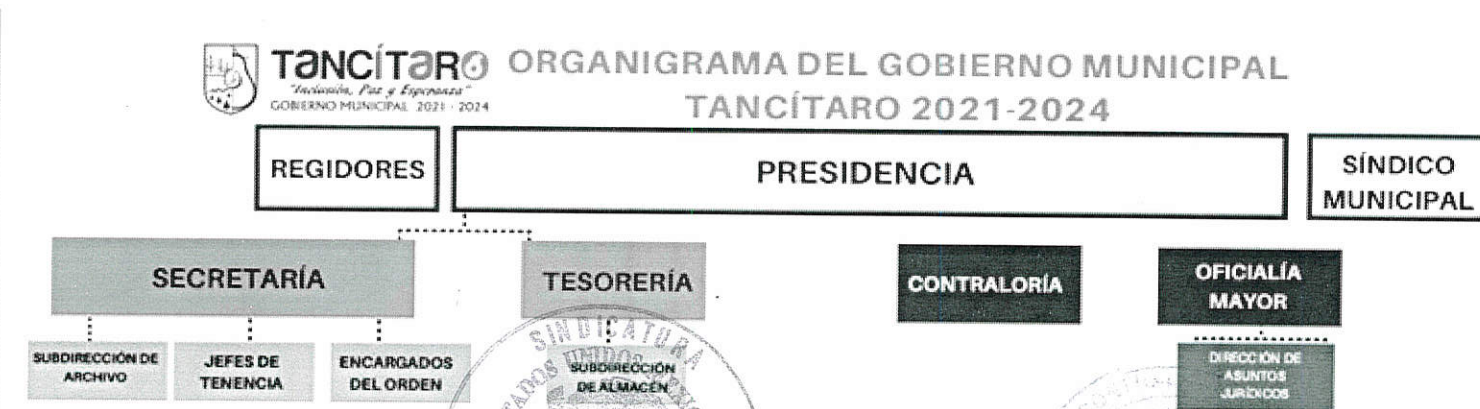 TANCÍTARO
"Inclusión, Paz y Esperanza"
GOBIERNO MUNICIPAL 2021 - 2024
ORGANIGRAMA DEL GOBIERNO MUNICIPAL
TANCÍTARO 2021-2024
REGIDORES
PRESIDENCIA
SÍNDICO
MUNICIPAL
SECRETARÍA
TESORERÍA
CONTRALORÍA
OFICIALÍA
MAYOR
SUBDIRECCIÓN DE
ARCHIVO
JEFES DE
TENENCIA
ENCARGADOS
DEL ORDEN
SINDICATURA
UNIDOS
SUBDIRECCIÓN
DE ALMACÉN
DIRECCIÓN DE
ASUNTOS
JURÍDICOS